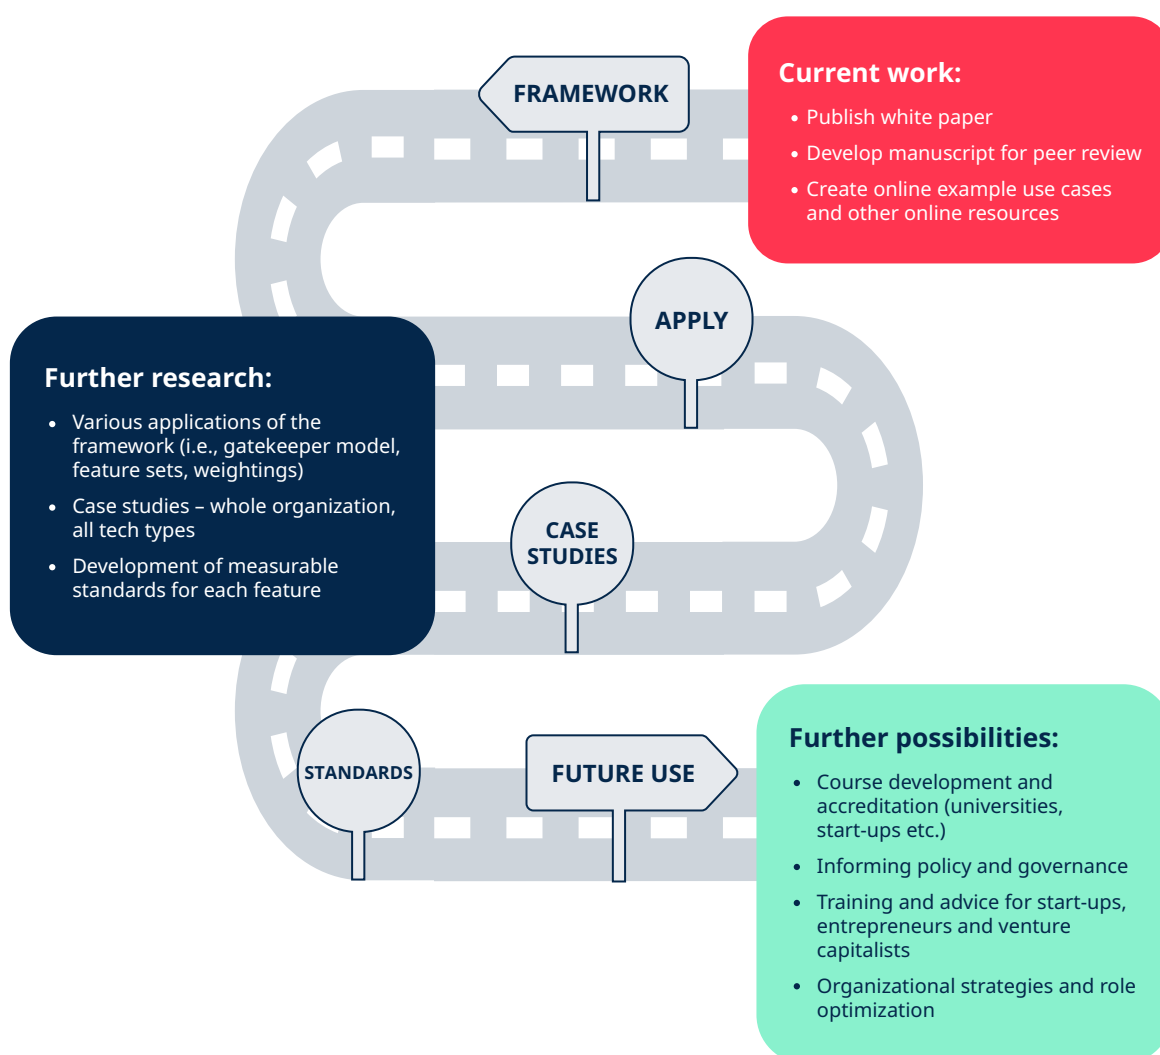 FRAMEWORK
Current work:
• Publish white paper
• Develop manuscript for peer review
• Create online example use cases
and other online resources
APPLY
Further research:
• Various applications of the
framework (i.e., gatekeeper model,
feature sets, weightings)
• Case studies – whole organization,
all tech types
• Development of measurable
standards for each feature
CASE
STUDIES
STANDARDS
FUTURE USE
Further possibilities:
• Course development and
accreditation (universities,
start-ups etc.)
• Informing policy and governance
• Training and advice for start-ups,
entrepreneurs and venture
capitalists
• Organizational strategies and role
optimization